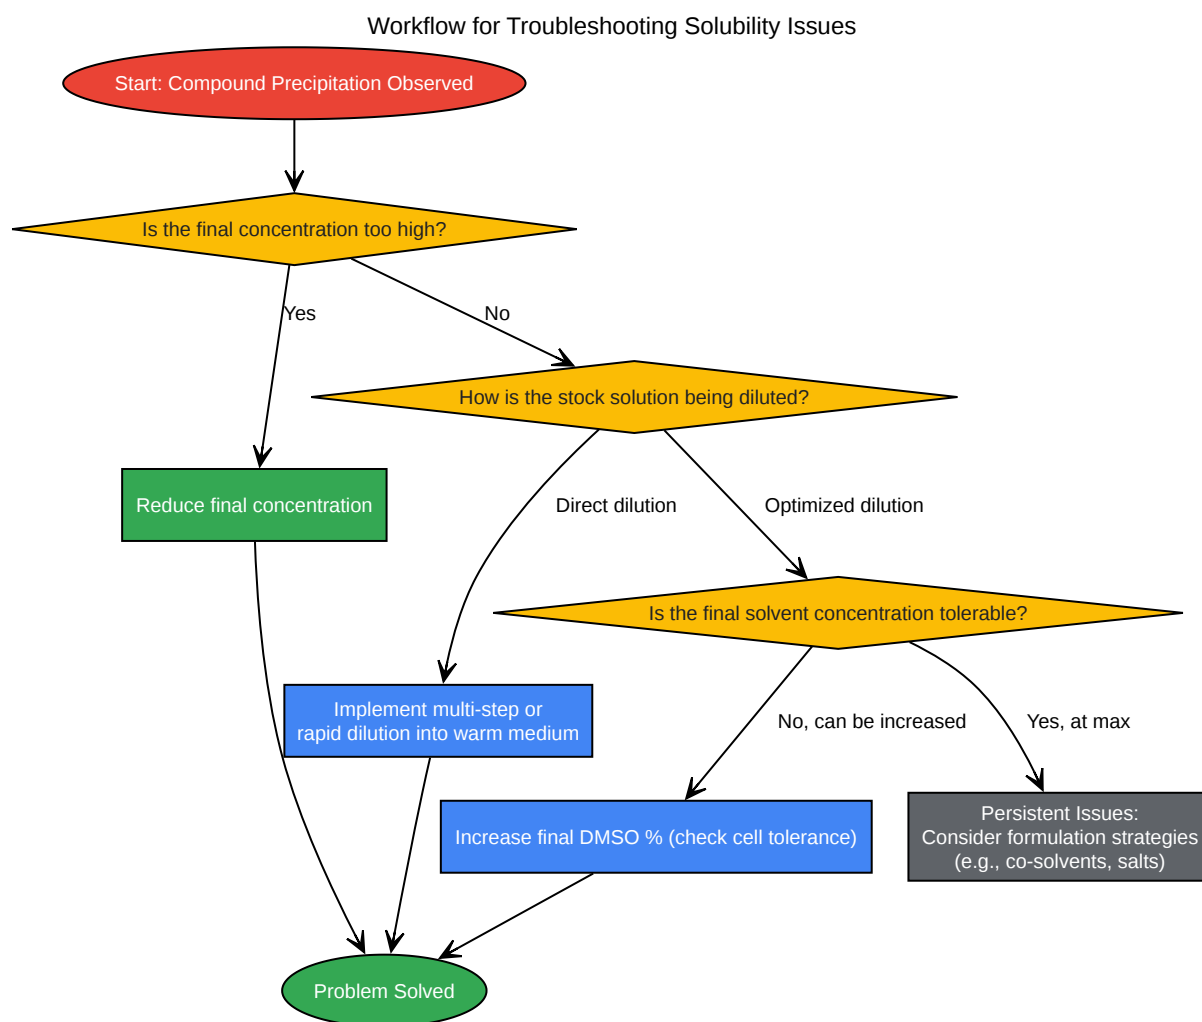 Workflow for Troubleshooting Solubility Issues
Start: Compound Precipitation Observed
Is the final concentration too high?
Yes
No
How is the stock solution being diluted?
Reduce final concentration
Direct dilution
Optimized dilution
Is the final solvent concentration tolerable?
Implement multi-step or
rapid dilution into warm medium
No, can be increased
Yes, at max
Increase final DMSO % (check cell tolerance)
Persistent Issues:
Consider formulation strategies
(e.g., co-solvents, salts)
Problem Solved